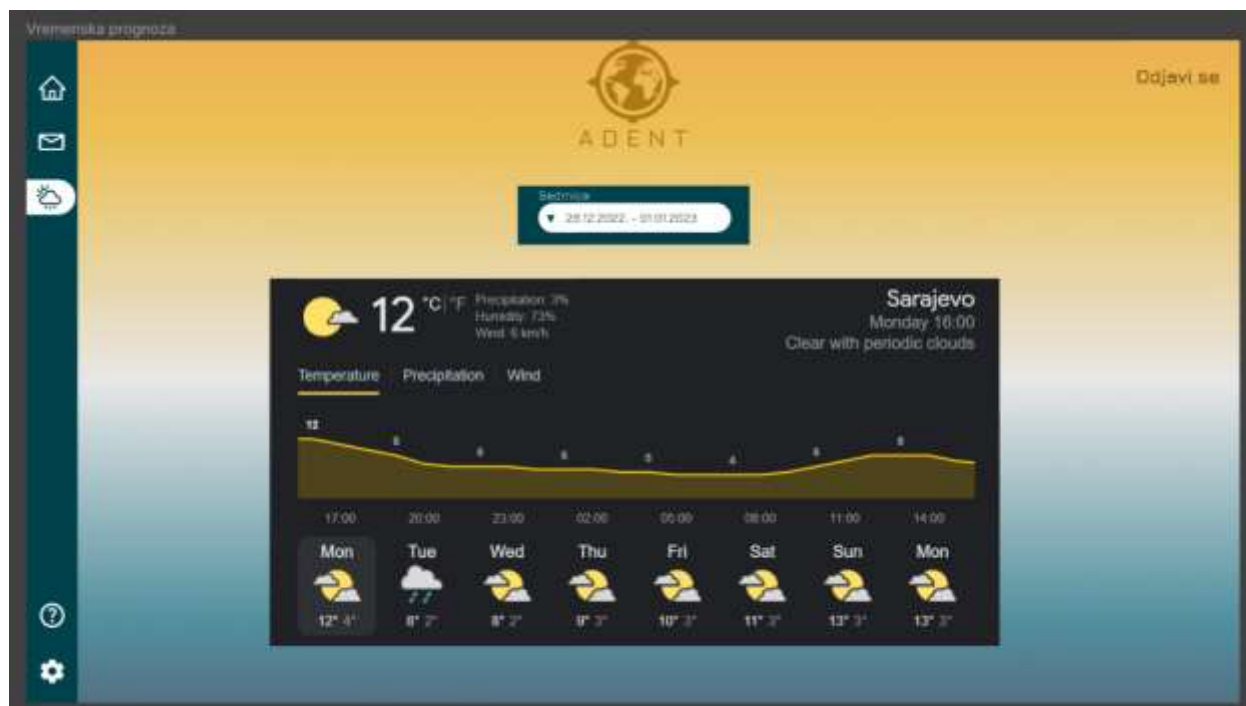 Vremenska prognoza
Odjavi se
ADENT
Sedmica
- 01.01.2023
12 °C | °F
Precipitation: 3%
Humidity: 73%
Wind: 6 km/h
Sarajevo
Monday 16:00
Clear with periodic clouds
Temperature Precipitation Wind
12
17:00 20:00 23:00 02:00 05:00 08:00 11:00 14:00
Mon Tue Wed Thu Fri Sat Sun Mon
12° 4° 8° 2° 8° 2° 9° 3° 10° 3° 11° 3° 13° 3° 13° 3°